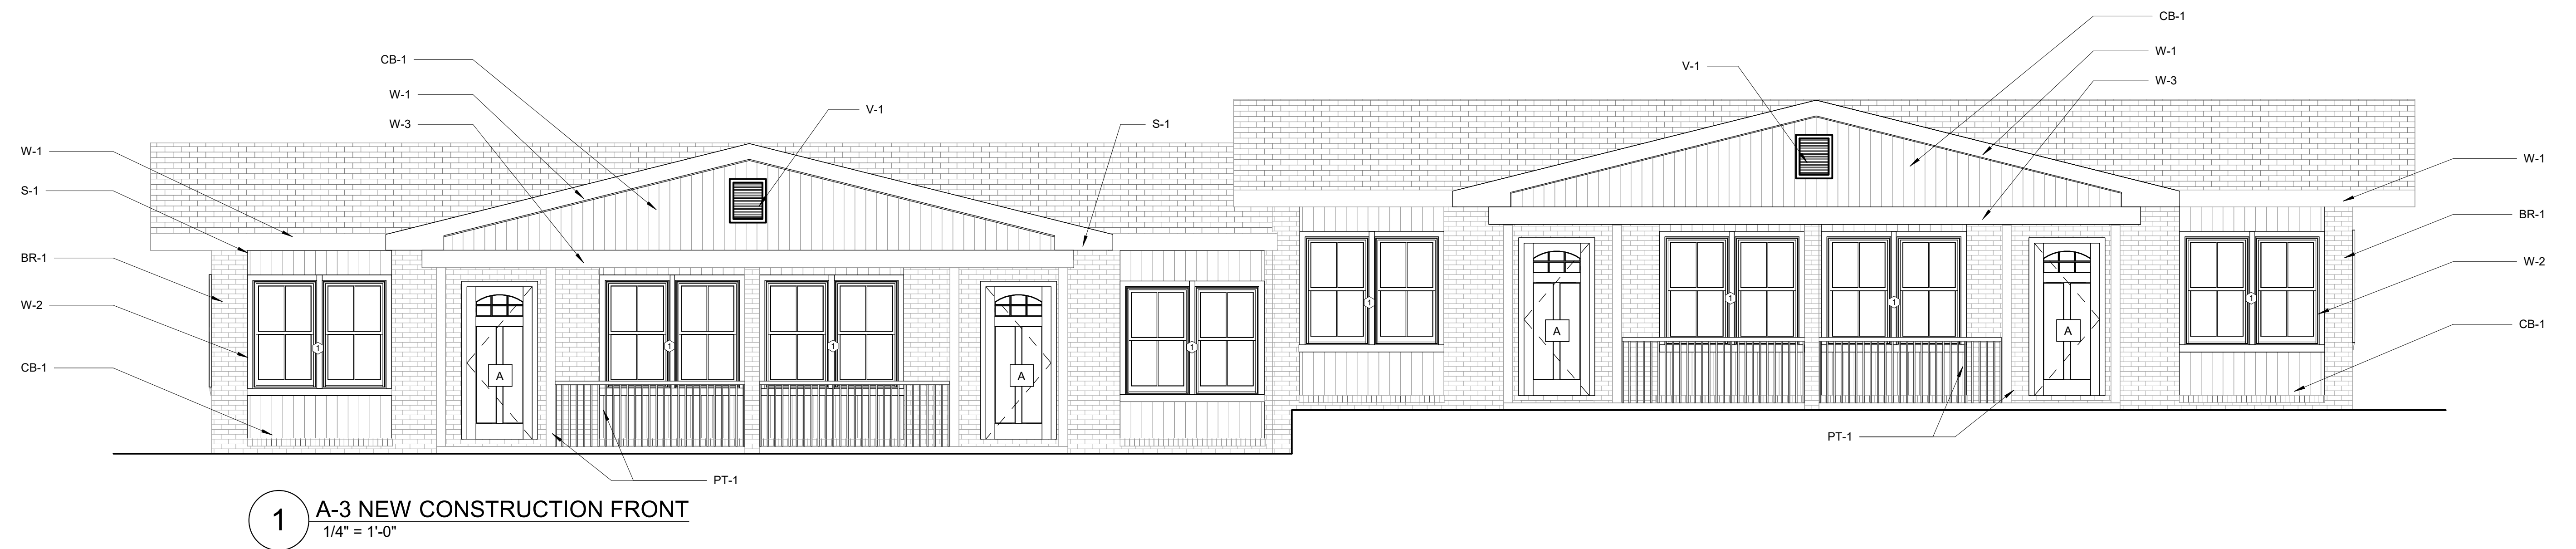 CB-1
W-1
V-1
W-3
CB-1
W-1
V-1
W-3
S-1
W-1
W-1
S-1
BR-1
BR-1
W-2
W-2
CB-1
CB-1
1
1
1
1
1
1
1
1
A
A
A
A
PT-1
PT-1
1
A-3 NEW CONSTRUCTION FRONT
1/4" = 1'-0"